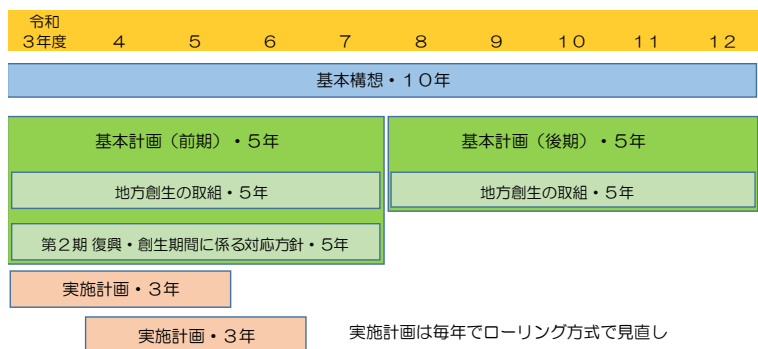 令和
3年度 4 5 6 7 8 9 10 11 12
基本構想・10年
基本計画（前期）・5年 基本計画（後期）・5年
地方創生の取組・5年 地方創生の取組・5年
第2期 復興・創生期間に係る対応方針・5年
実施計画・3年
実施計画・3年 実施計画は毎年でローリング方式で見直し